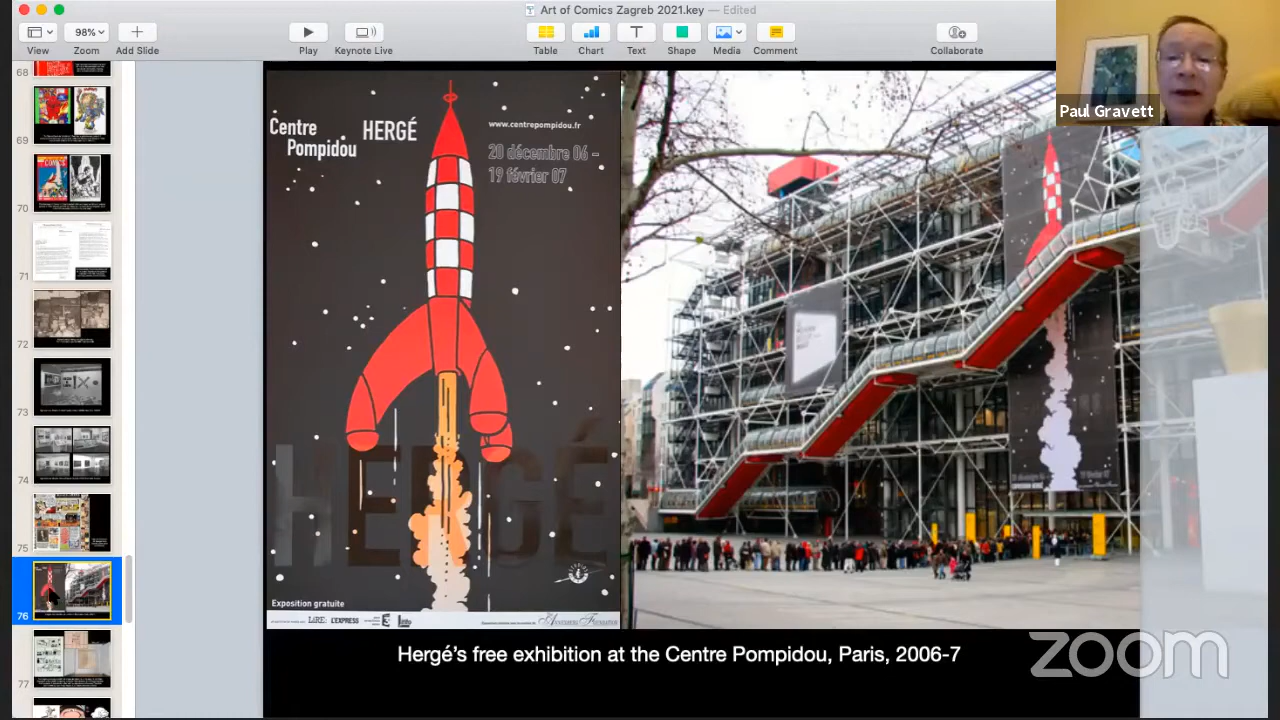 Art of Comics Zagreb 2021.key — Edited
98%
View
Zoom
Add Slide
Play
Keynote Live
Table
Chart
Text
Shape
Media
Comment
Collaborate
Paul Gravett
68
69
70
71
72
73
74
75
76
77
Centre
Pompidou
HERGÉ
www.centrepompidou.fr
20 décembre 06 –
19 février 07
HERGÉ
Exposition gratuite
LiRE:
L'EXPRESS
3
Hergé's free exhibition at the Centre Pompidou, Paris, 2006-7
zoom